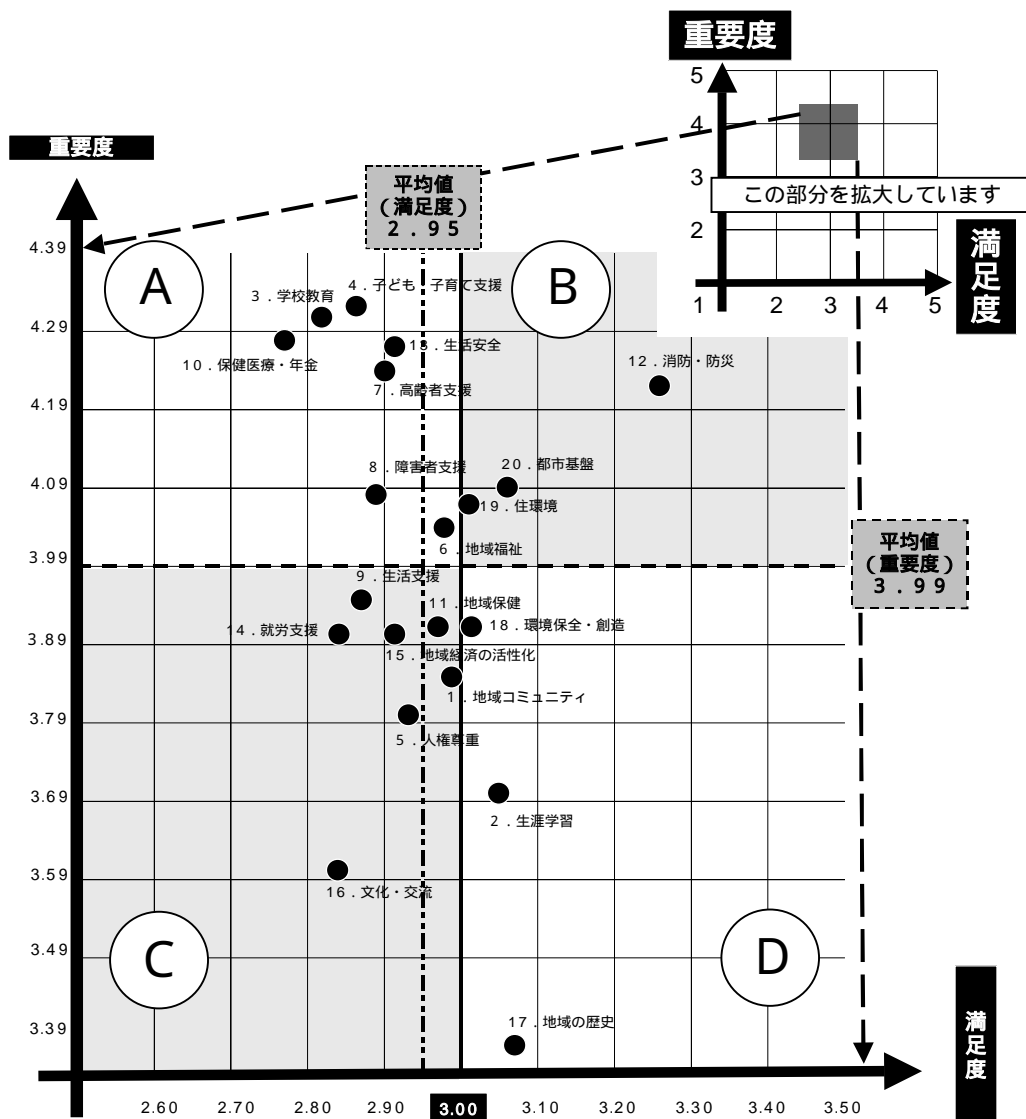 重要度
5
4
3
2
1
2
3
4
5
この部分を拡大しています
満足度
重要度
平均値
（満足度）
2.95
4.39
4.29
4.19
4.09
3.99
3.89
3.79
3.69
3.59
3.49
3.39
A
B
3．学校教育
4．子ども・子育て支援
10．保健医療・年金
13．生活安全
7．高齢者支援
12．消防・防災
8．障害者支援
20．都市基盤
19．住環境
6．地域福祉
平均値
（重要度）
3.99
9．生活支援
11．地域保健
14．就労支援
18．環境保全・創造
15．地域経済の活性化
1．地域コミュニティ
5．人権尊重
2．生涯学習
16．文化・交流
C
D
17．地域の歴史
満足度
2.60
2.70
2.80
2.90
3.00
3.10
3.20
3.30
3.40
3.50